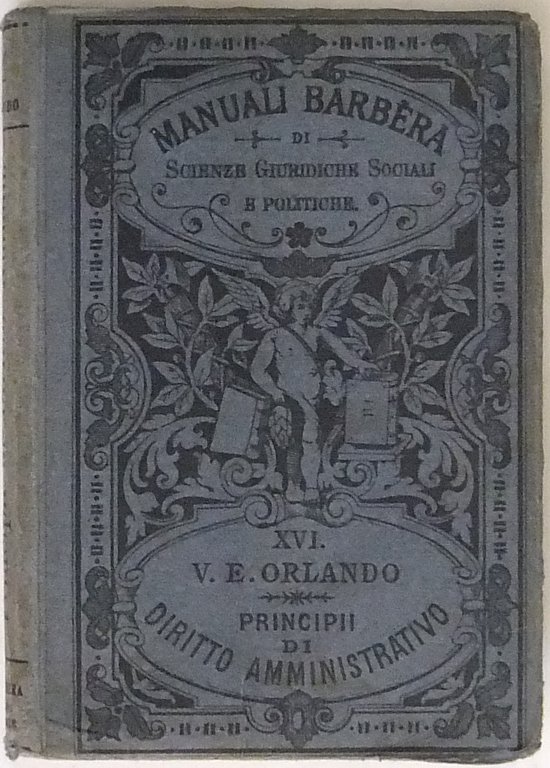 MANUALI BARBÈRA
DI
SCIENZE GIURIDICHE SOCIALI
E POLITICHE.
XVI.
V. E. ORLANDO
PRINCIPII
DI
DIRITTO AMMINISTRATIVO